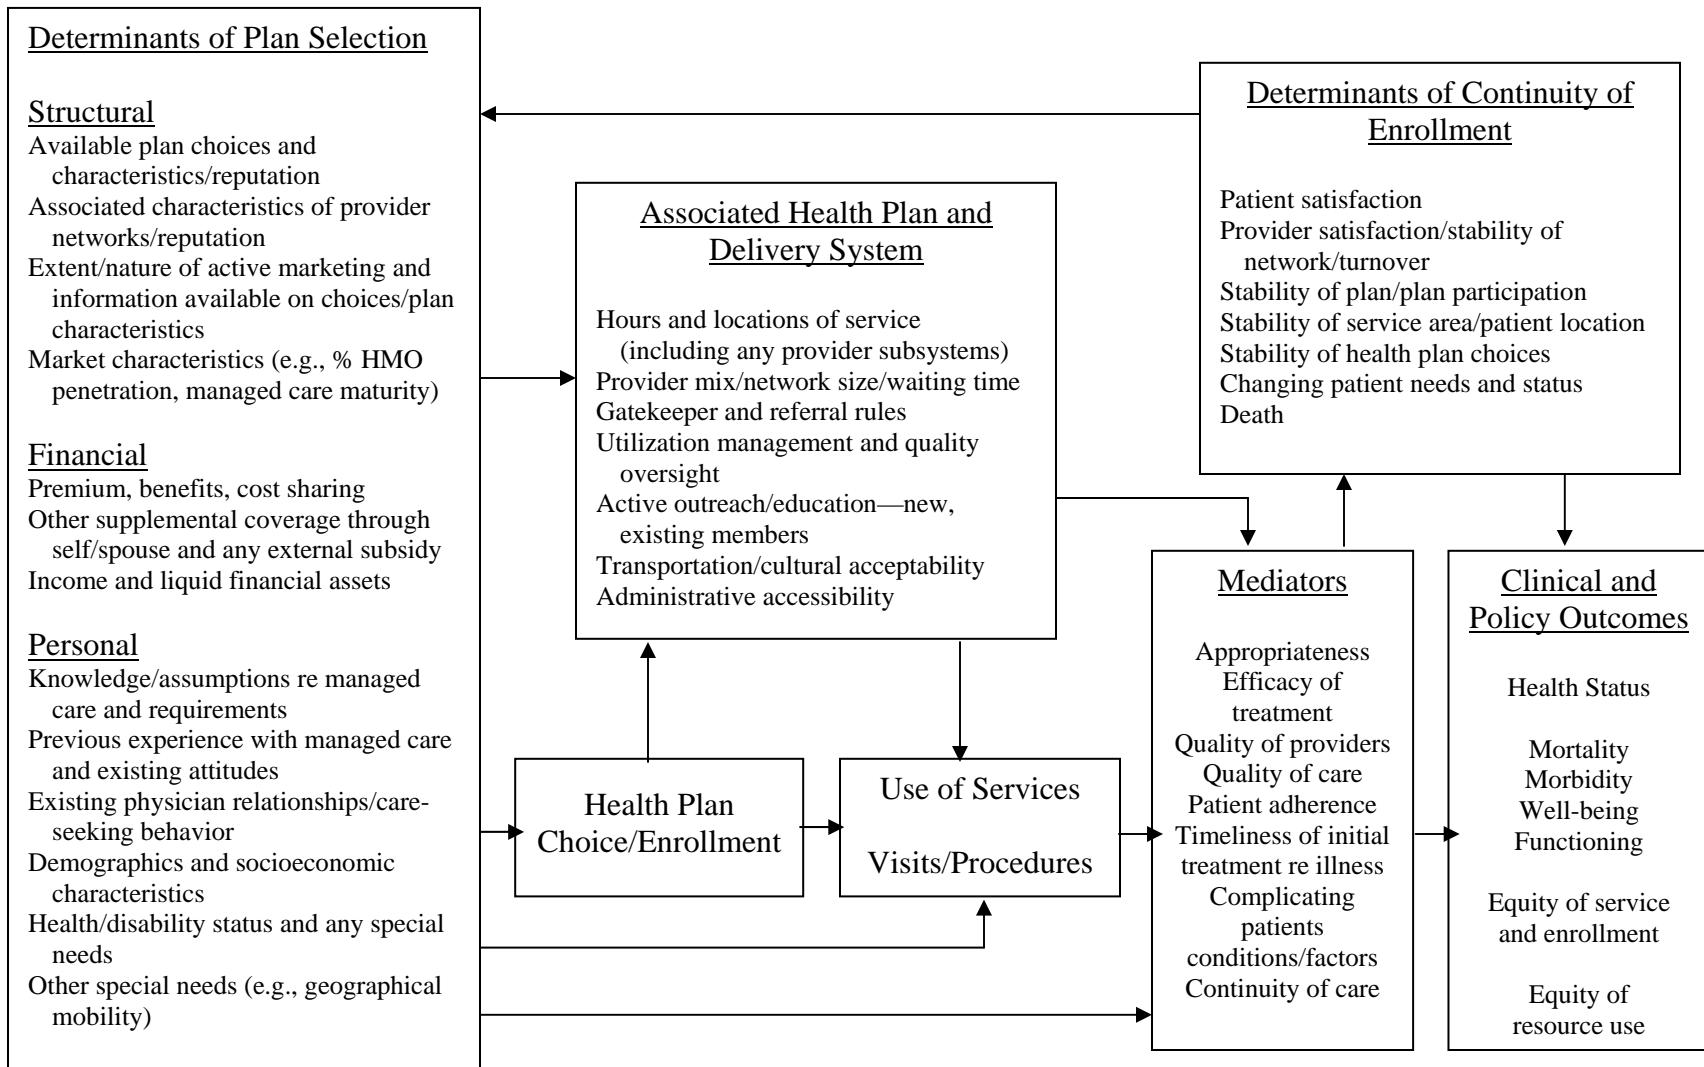 Determinants of Plan Selection
Structural
Available plan choices and
characteristics/reputation
Associated characteristics of provider
networks/reputation
Extent/nature of active marketing and
information available on choices/plan
characteristics
Market characteristics (e.g., % HMO
penetration, managed care maturity)
Financial
Premium, benefits, cost sharing
Other supplemental coverage through
self/spouse and any external subsidy
Income and liquid financial assets
Personal
Knowledge/assumptions re managed
care and requirements
Previous experience with managed care
and existing attitudes
Existing physician relationships/care-
seeking behavior
Demographics and socioeconomic
characteristics
Health/disability status and any special
needs
Other special needs (e.g., geographical
mobility)
Associated Health Plan and
Delivery System
Hours and locations of service
(including any provider subsystems)
Provider mix/network size/waiting time
Gatekeeper and referral rules
Utilization management and quality
oversight
Active outreach/education—new,
existing members
Transportation/cultural acceptability
Administrative accessibility
Health Plan
Choice/Enrollment
Use of Services
Visits/Procedures
Determinants of Continuity of
Enrollment
Patient satisfaction
Provider satisfaction/stability of
network/turnover
Stability of plan/plan participation
Stability of service area/patient location
Stability of health plan choices
Changing patient needs and status
Death
Mediators
Appropriateness
Efficacy of
treatment
Quality of providers
Quality of care
Patient adherence
Timeliness of initial
treatment re illness
Complicating
patients
conditions/factors
Continuity of care
Clinical and
Policy Outcomes
Health Status
Mortality
Morbidity
Well-being
Functioning
Equity of service
and enrollment
Equity of
resource use